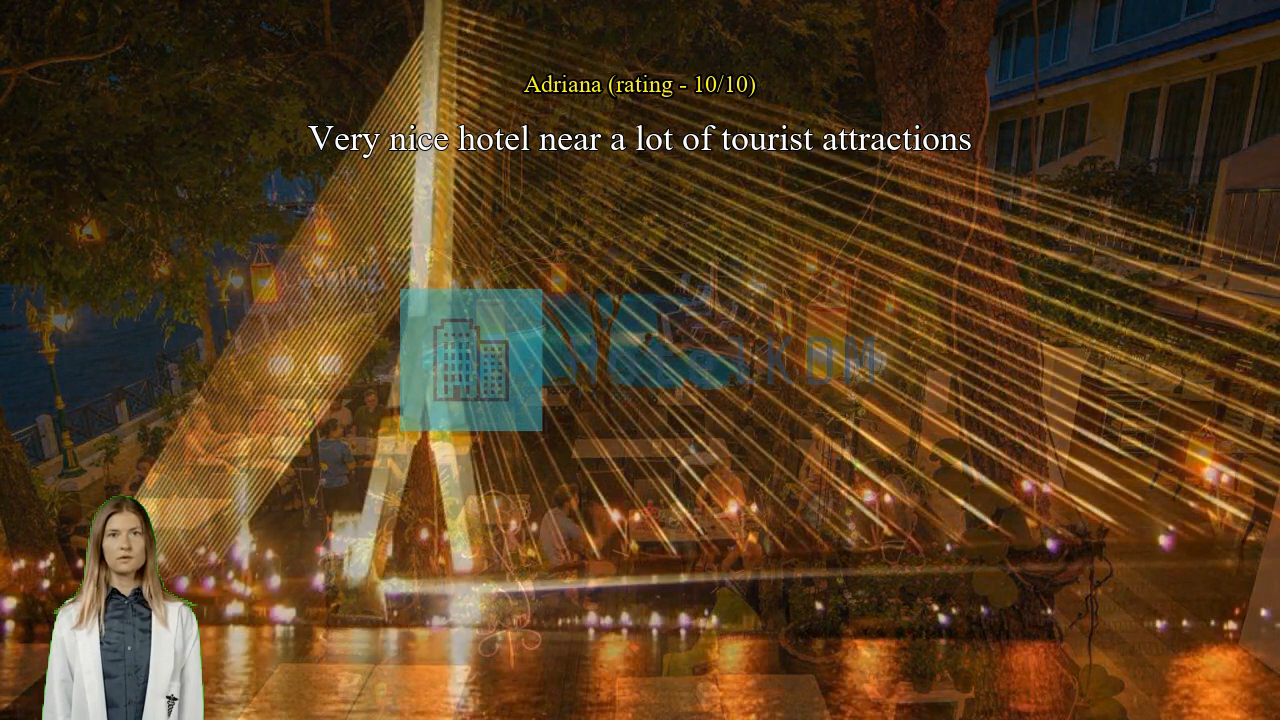 Adriana (rating - 10/10)
Very nice hotel near a lot of tourist attractions